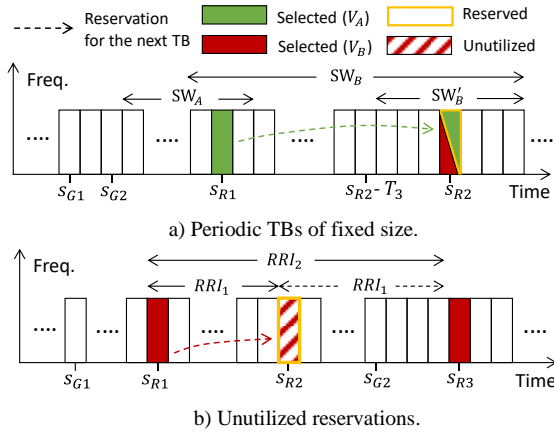 Reservation for the next TB
Selected (V_A)
Reserved
Selected (V_B)
Unutilized
Freq.
SW_B
SW_A
SW'_B
.... .... .... ....
s_G1 s_G2 s_R1 s_R2 - T_3 s_R2 Time
a) Periodic TBs of fixed size.
Freq.
RRI_2
RRI_1 RRI_1
.... .... .... .... ....
s_G1 s_R1 s_R2 s_G2 s_R3 Time
b) Unutilized reservations.